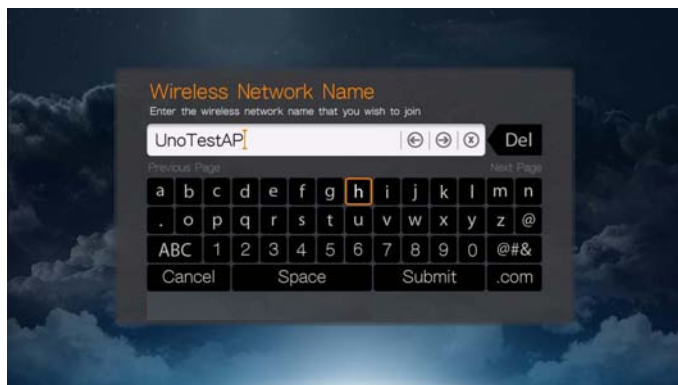 Wireless Network Name
Enter the wireless network name that you wish to join
UnoTestAP Del
Previous Page Next Page
a b c d e f g h i j k l m n
. o p q r s t u v w x y z @
ABC 1 2 3 4 5 6 7 8 9 0 @#&
Cancel Space Submit .com